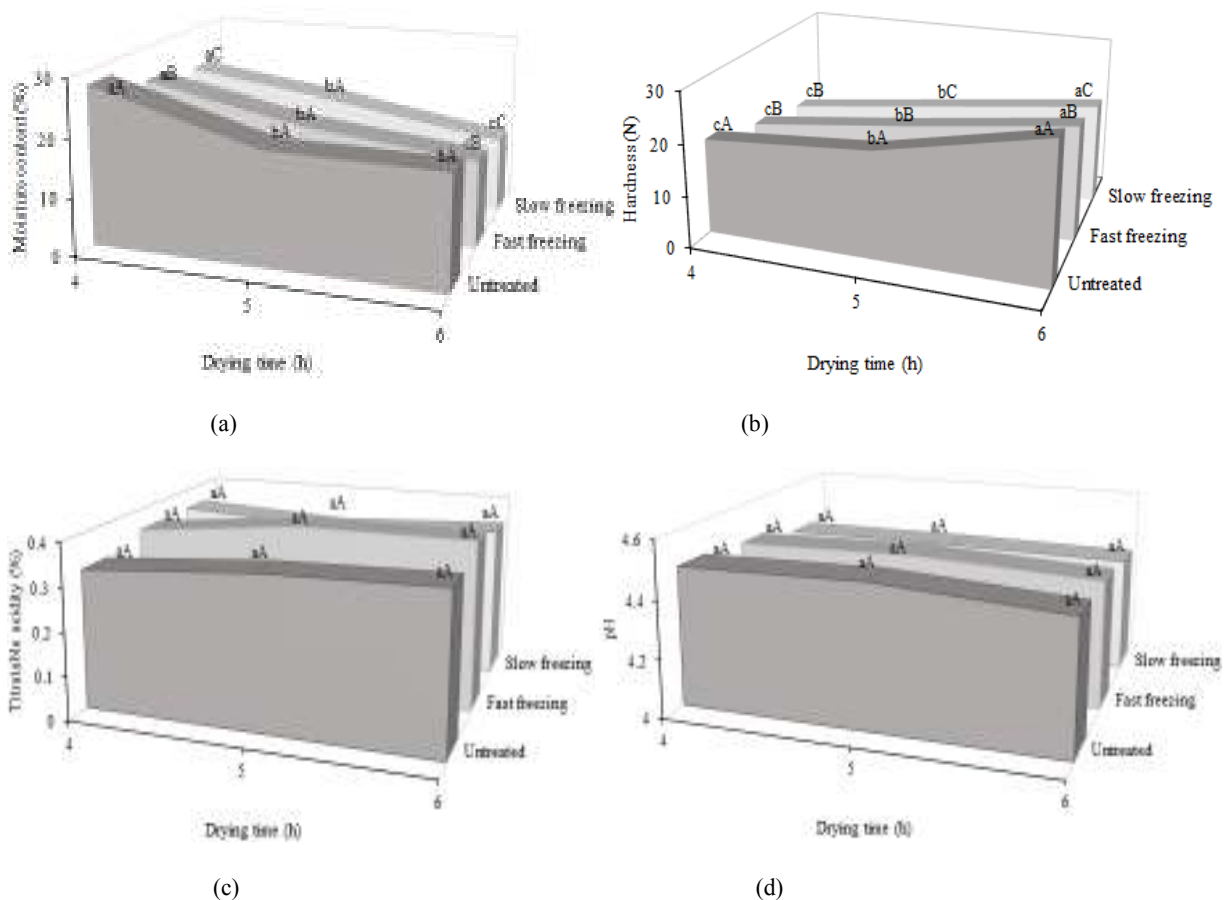 30
20
10
0
Moisture content (%)
aA
aB
aC
bA
bA
bA
cC
Slow freezing
Fast freezing
Untreated
4
5
6
Drying time (h)
(a)
30
20
10
0
Hardness (N)
cA
cB
cB
bA
bB
bC
aA
aB
aC
Slow freezing
Fast freezing
Untreated
4
5
6
Drying time (h)
(b)
0.4
0.3
0.2
0.1
0
Titratable acidity (%)
aA
aA
aA
aA
aA
aA
aA
aA
aA
Slow freezing
Fast freezing
Untreated
4
5
6
Drying time (h)
(c)
4.6
4.4
4.2
4
pH
aA
aA
aA
aA
aA
aA
aA
aA
aA
Slow freezing
Fast freezing
Untreated
4
5
6
Drying time (h)
(d)